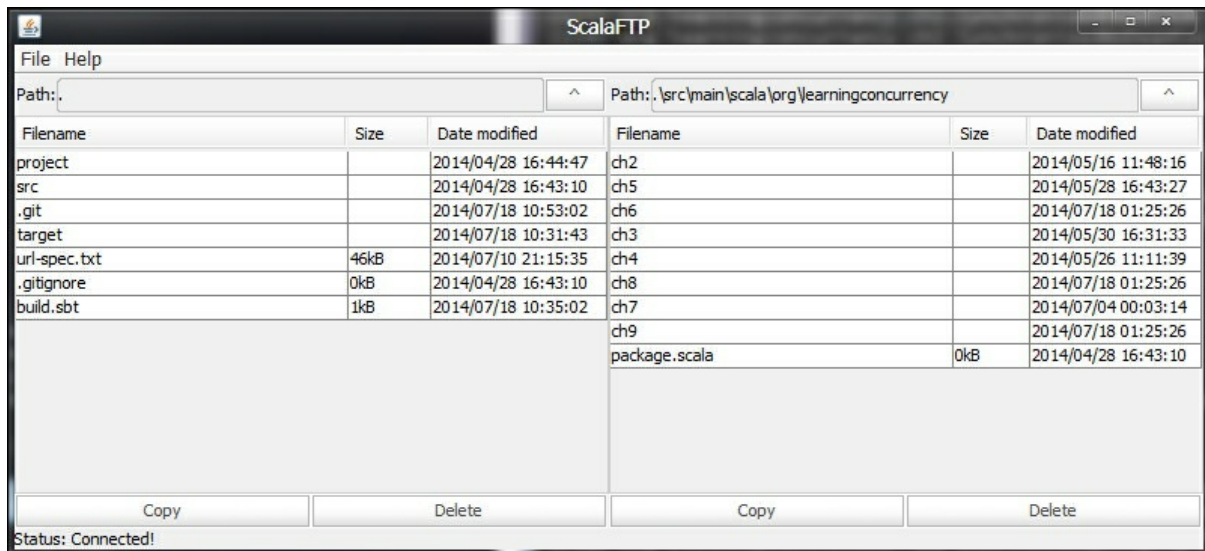 ScalaFTP
File Help
Path: . ^ Path: .\src\main\scala\org\learningconcurrency ^
Filename Size Date modified Filename Size Date modified
project 2014/04/28 16:44:47 ch2 2014/05/16 11:48:16
src 2014/04/28 16:43:10 ch5 2014/05/28 16:43:27
.git 2014/07/18 10:53:02 ch6 2014/07/18 01:25:26
target 2014/07/18 10:31:43 ch3 2014/05/30 16:31:33
url-spec.txt 46kB 2014/07/10 21:15:35 ch4 2014/05/26 11:11:39
.gitignore 0kB 2014/04/28 16:43:10 ch8 2014/07/18 01:25:26
build.sbt 1kB 2014/07/18 10:35:02 ch7 2014/07/04 00:03:14
ch9 2014/07/18 01:25:26
package.scala 0kB 2014/04/28 16:43:10
Copy Delete Copy Delete
Status: Connected!